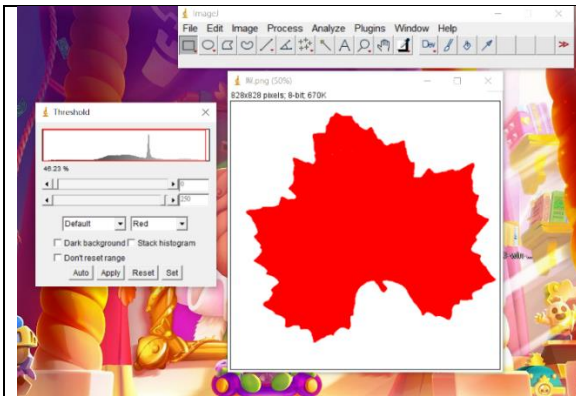 ImageJ
File Edit Image Process Analyze Plugins Window Help
A Dev
.png (50%)
828x828 pixels; 8-bit; 670K
Threshold
46.23 %
0
250
Default Red
Dark background Stack histogram
Don't reset range
Auto Apply Reset Set